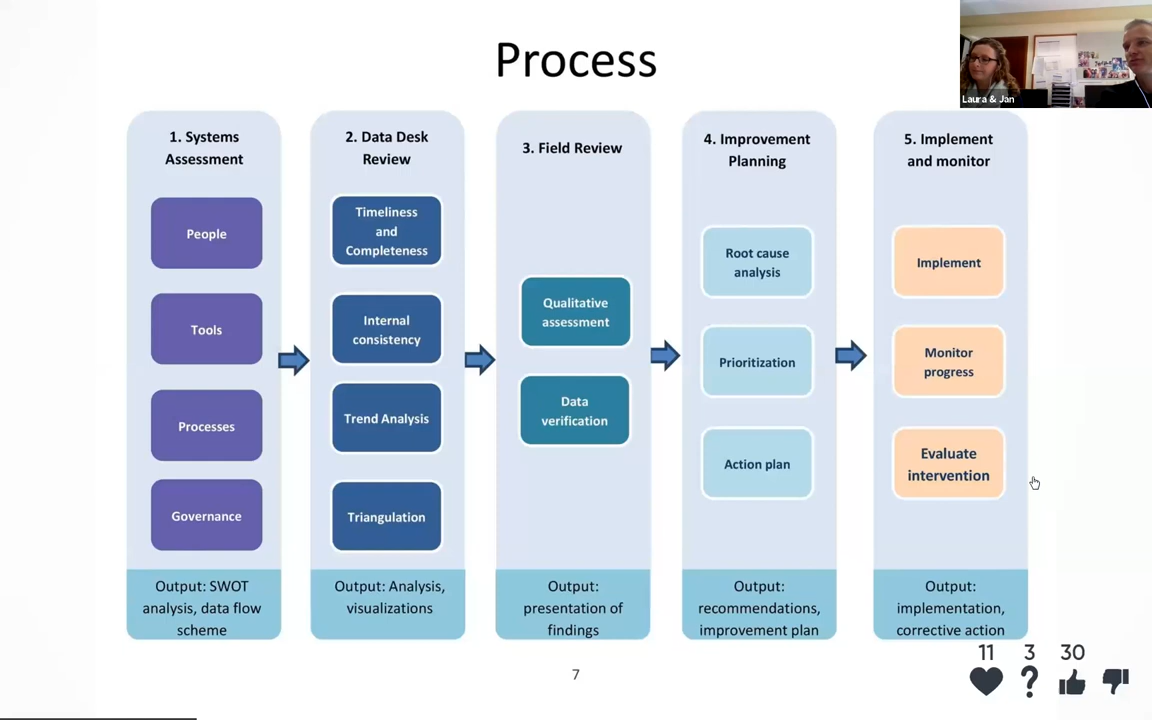 Process
Laura & Jan
1. Systems
Assessment
People
Tools
Processes
Governance
Output: SWOT
analysis, data flow
scheme
2. Data Desk
Review
Timeliness
and
Completeness
Internal
consistency
Trend Analysis
Triangulation
Output: Analysis,
visualizations
3. Field Review
Qualitative
assessment
Data
verification
Output:
presentation of
findings
4. Improvement
Planning
Root cause
analysis
Prioritization
Action plan
Output:
recommendations,
improvement plan
5. Implement
and monitor
Implement
Monitor
progress
Evaluate
intervention
Output:
implementation,
corrective action
7
11 3 30